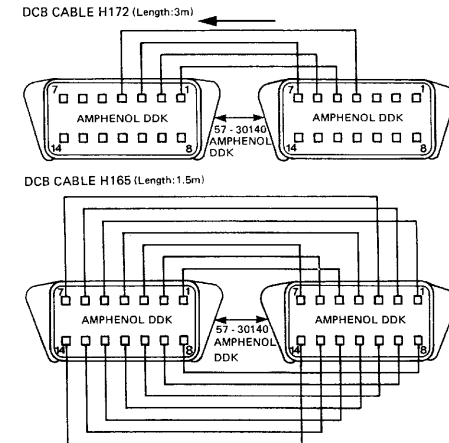 DCB CABLE H172 (Length:3m)
7 1 7 1
AMPHENOL DDK AMPHENOL DDK
57 - 30140
AMPHENOL
DDK
14 8 14 8
DCB CABLE H165 (Length:1.5m)
7 1 7 1
AMPHENOL DDK AMPHENOL DDK
57 - 30140
AMPHENOL
DDK
14 8 14 8